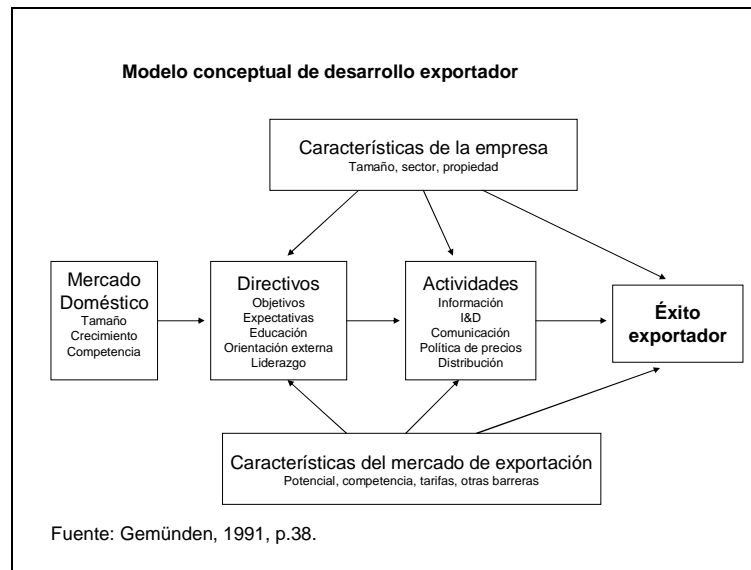 Modelo conceptual de desarrollo exportador
Características de la empresa
Tamaño, sector, propiedad
Mercado
Doméstico
Tamaño
Crecimiento
Competencia
Directivos
Objetivos
Expectativas
Educación
Orientación externa
Liderazgo
Actividades
Información
I&D
Comunicación
Política de precios
Distribución
Éxito
exportador
Características del mercado de exportación
Potencial, competencia, tarifas, otras barreras
Fuente: Gemünden, 1991, p.38.